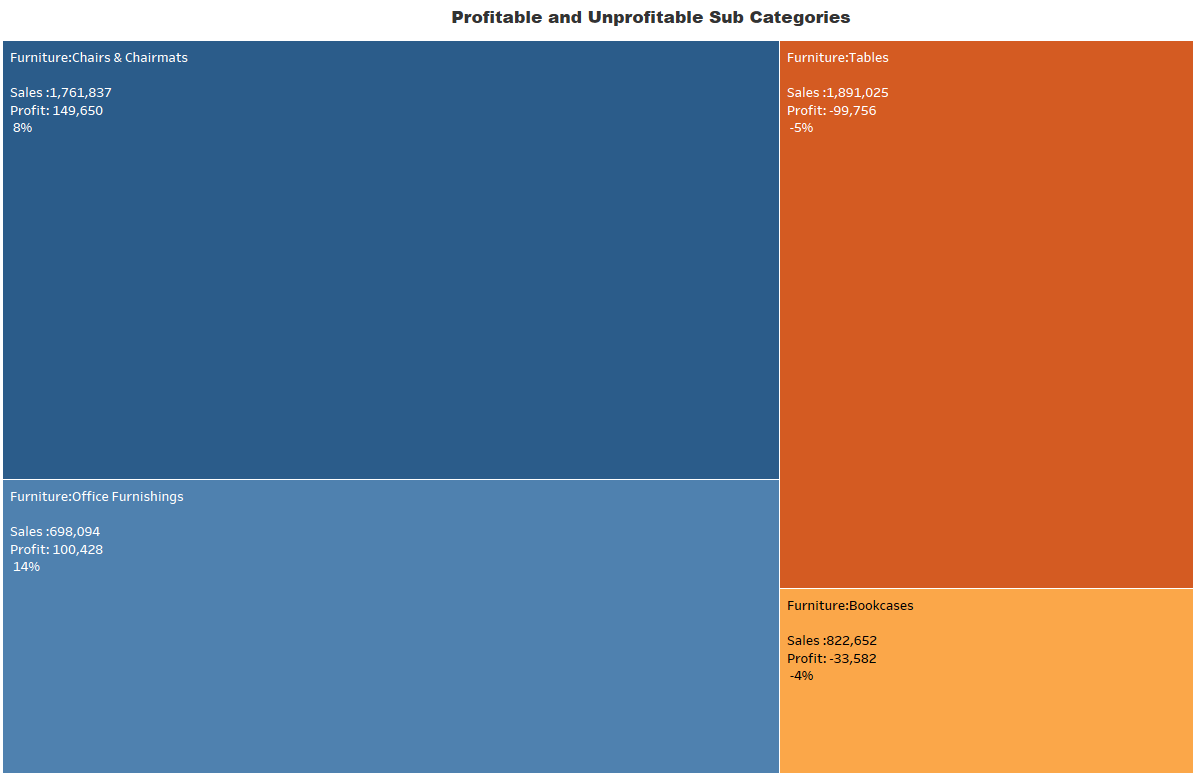 Profitable and Unprofitable Sub Categories
Furniture:Chairs & Chairmats
Sales :1,761,837
Profit: 149,650
8%
Furniture:Office Furnishings
Sales :698,094
Profit: 100,428
14%
Furniture:Tables
Sales :1,891,025
Profit: -99,756
-5%
Furniture:Bookcases
Sales :822,652
Profit: -33,582
-4%